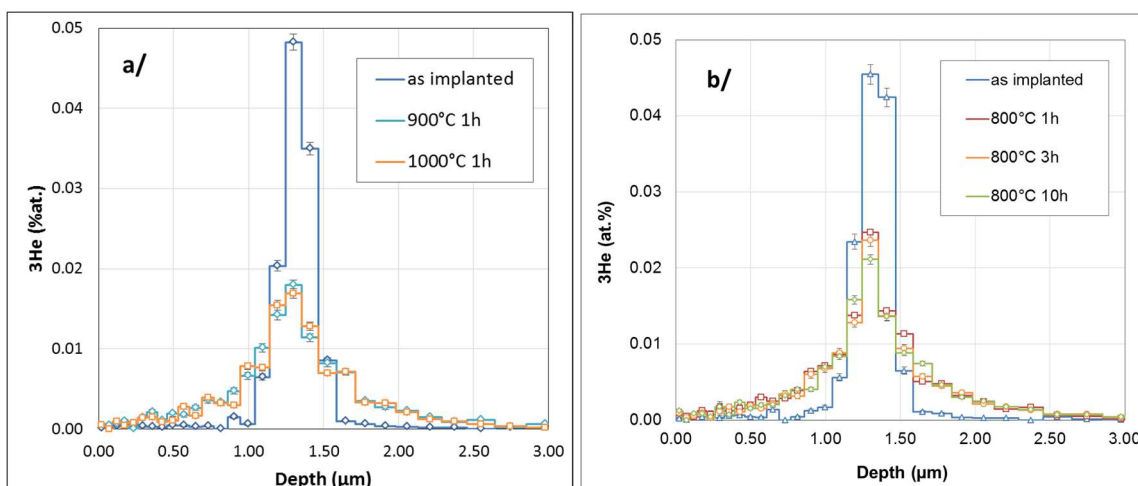 a/
as implanted
900°C 1h
1000°C 1h
3He (%at.)
0.05
0.04
0.03
0.02
0.01
0.00
0.00 0.50 1.00 1.50 2.00 2.50 3.00
Depth (µm)
b/
as implanted
800°C 1h
800°C 3h
800°C 10h
3He (at.%)
0.05
0.04
0.03
0.02
0.01
0.00
0.00 0.50 1.00 1.50 2.00 2.50 3.00
Depth (µm)